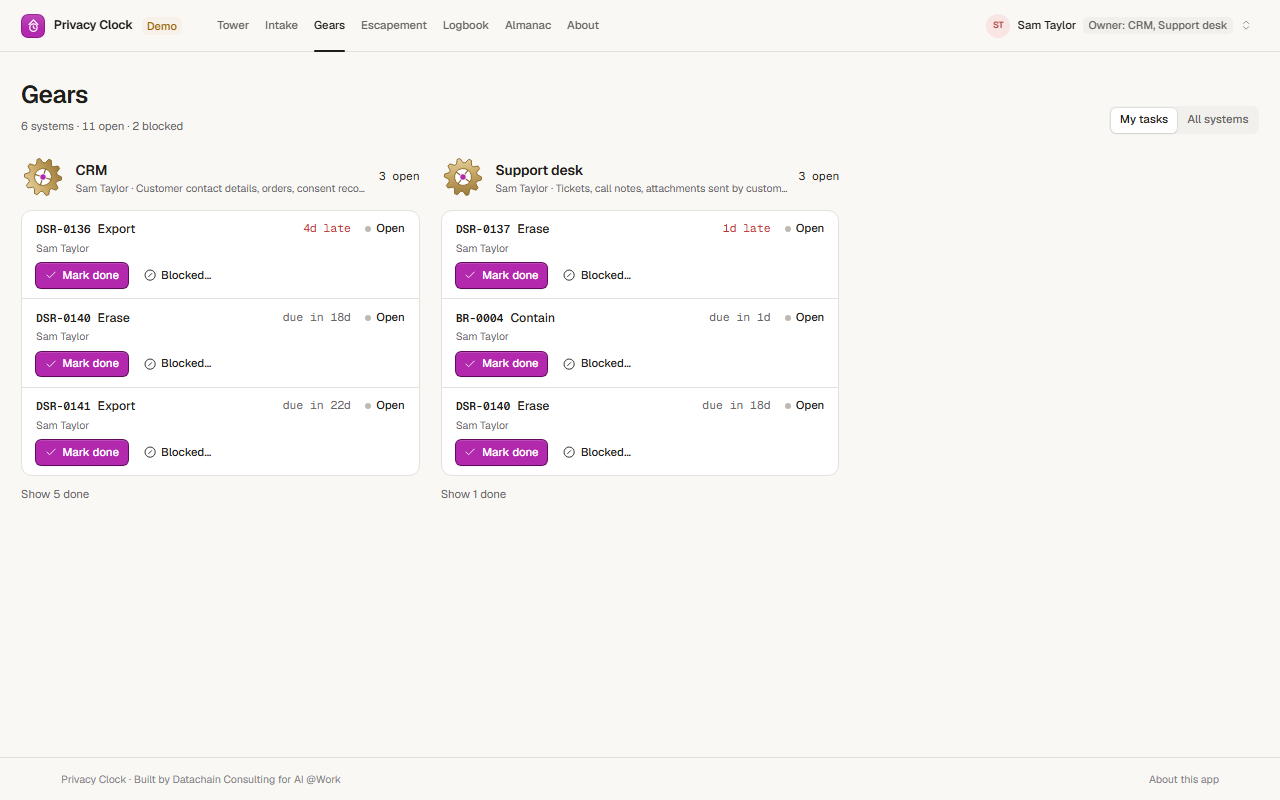 Privacy Clock Demo Tower Intake Gears Escapement Logbook Almanac About ST Sam Taylor Owner: CRM, Support desk
Gears
6 systems · 11 open · 2 blocked
My tasks All systems
CRM
Sam Taylor · Customer contact details, orders, consent reco…
3 open
DSR-0136 Export 4d late Open
Sam Taylor
Mark done Blocked…
DSR-0140 Erase due in 18d Open
Sam Taylor
Mark done Blocked…
DSR-0141 Export due in 22d Open
Sam Taylor
Mark done Blocked…
Show 5 done
Support desk
Sam Taylor · Tickets, call notes, attachments sent by custom…
3 open
DSR-0137 Erase 1d late Open
Sam Taylor
Mark done Blocked…
BR-0004 Contain due in 1d Open
Sam Taylor
Mark done Blocked…
DSR-0140 Erase due in 18d Open
Sam Taylor
Mark done Blocked…
Show 1 done
Privacy Clock · Built by Datachain Consulting for AI @Work About this app